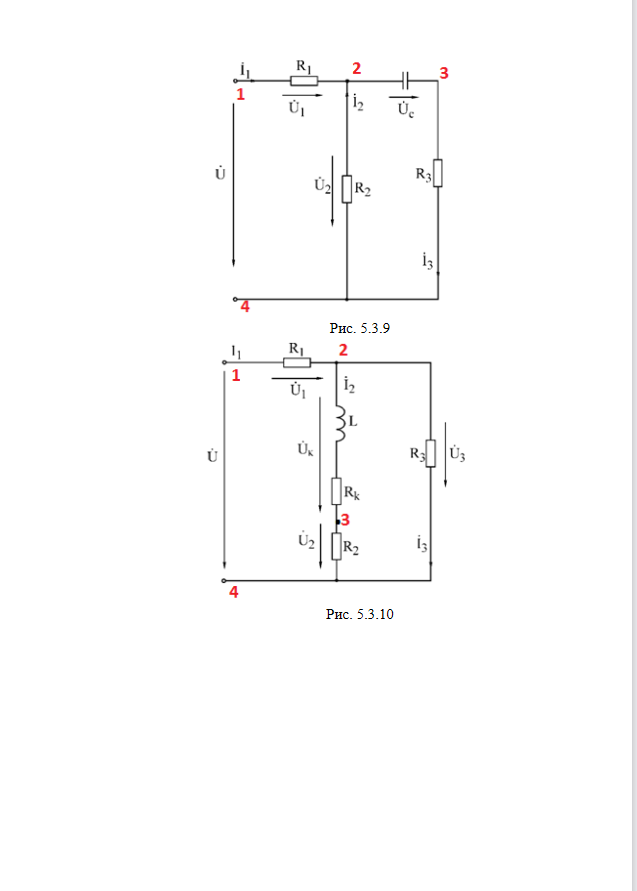 İ₁ R₁ 2 3
1 U̇₁ İ₂ U̇c
U̇ U̇₂ R₂ R₃
İ₃
4
Рис. 5.3.9
I₁ R₁ 2
1 U̇₁ İ₂
L
U̇ U̇к R₃ U̇₃
Rк
3
U̇₂ R₂ İ₃
4
Рис. 5.3.10